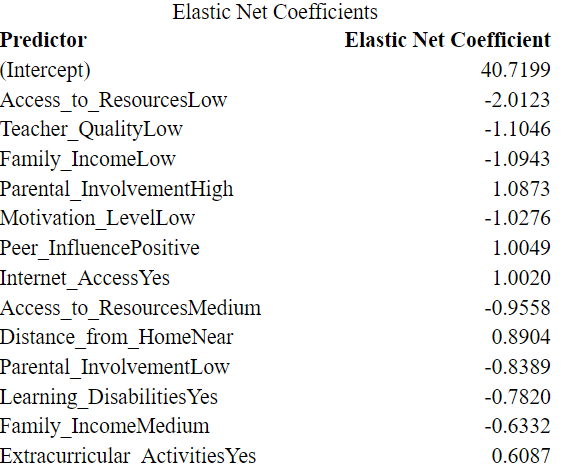 Elastic Net Coefficients
Predictor Elastic Net Coefficient
(Intercept) 40.7199
Access_to_ResourcesLow -2.0123
Teacher_QualityLow -1.1046
Family_IncomeLow -1.0943
Parental_InvolvementHigh 1.0873
Motivation_LevelLow -1.0276
Peer_InfluencePositive 1.0049
Internet_AccessYes 1.0020
Access_to_ResourcesMedium -0.9558
Distance_from_HomeNear 0.8904
Parental_InvolvementLow -0.8389
Learning_DisabilitiesYes -0.7820
Family_IncomeMedium -0.6332
Extracurricular_ActivitiesYes 0.6087